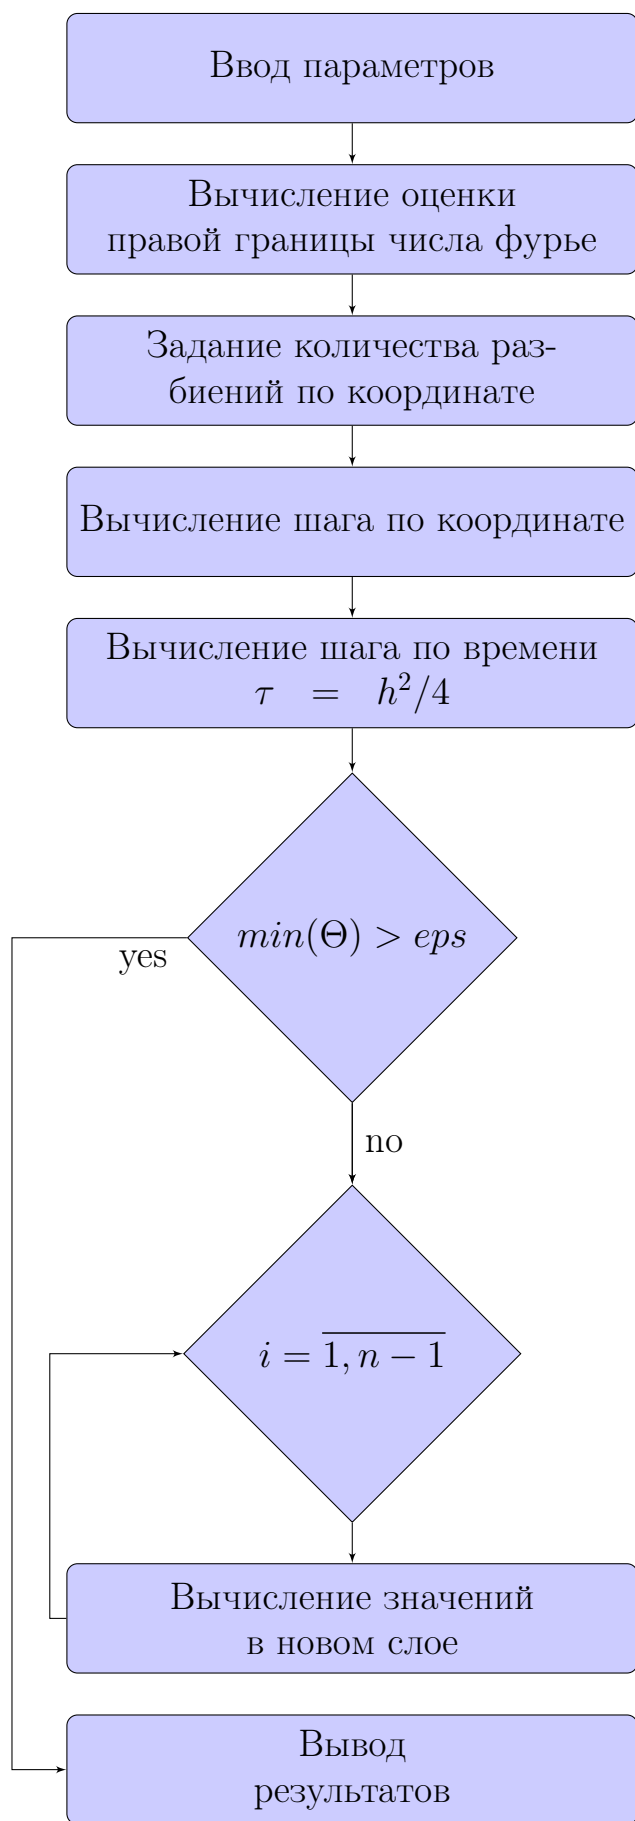 Ввод параметров
Вычисление оценки
правой границы числа фурье
Задание количества раз-
биений по координате
Вычисление шага по координате
Вычисление шага по времени
τ = h²/4
min(Θ) > eps
yes
no
i = \overline{1, n − 1}
Вычисление значений
в новом слое
Вывод
результатов